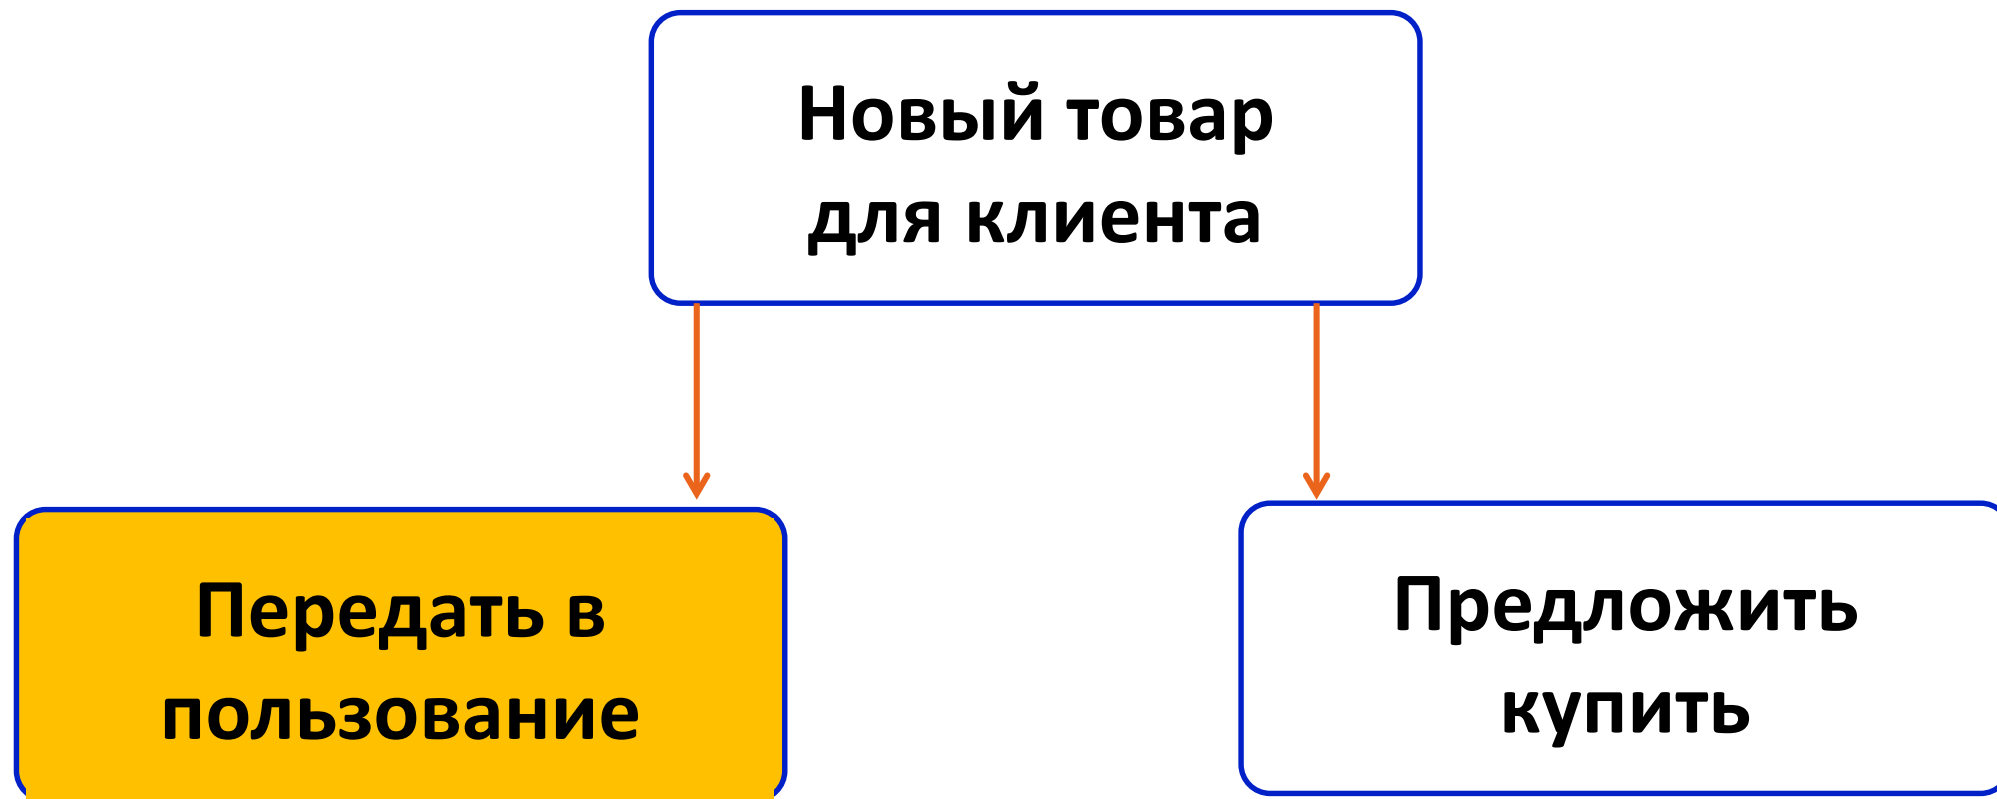 Новый товар
для клиента
Передать в
пользование
Предложить
купить